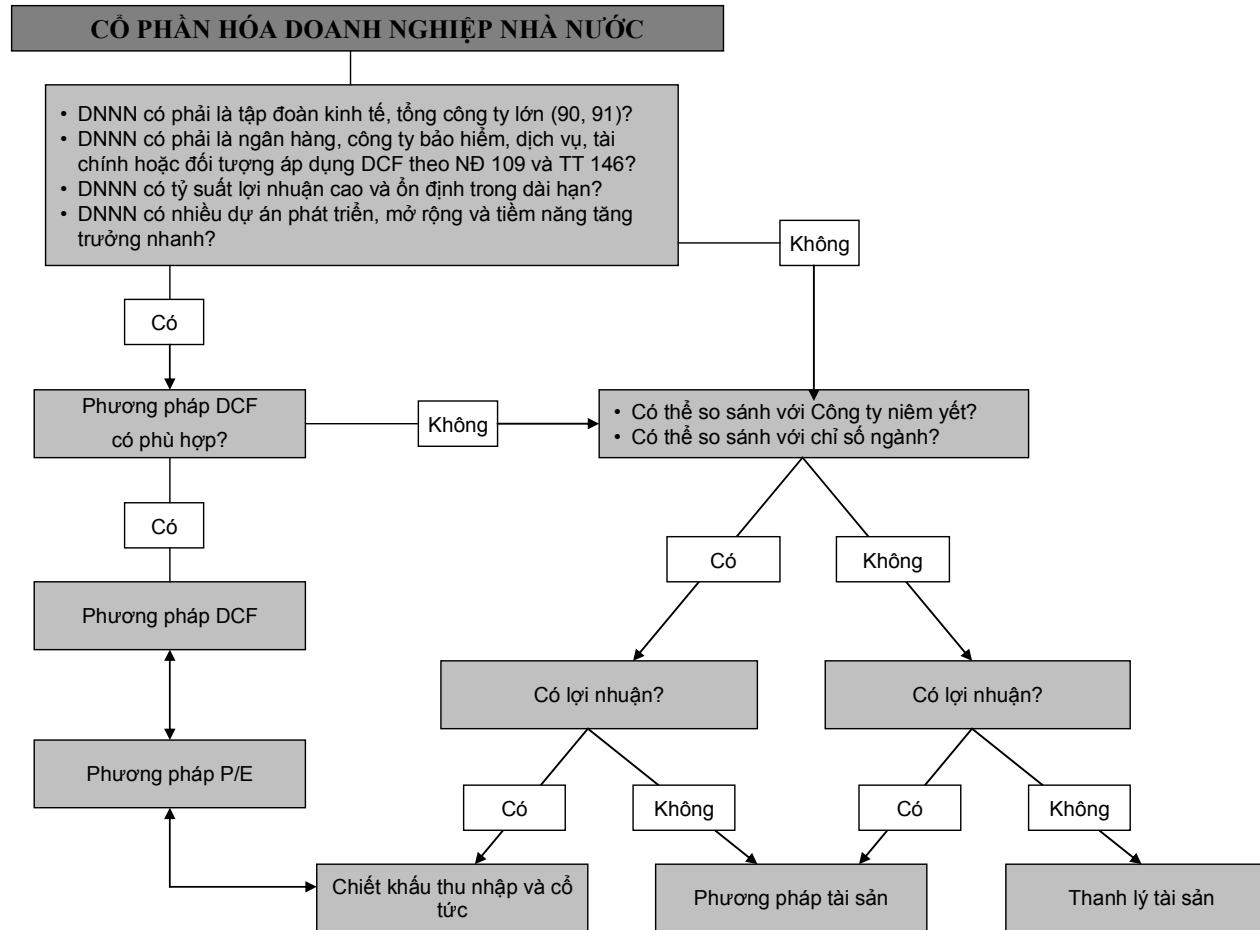 CỔ PHẦN HÓA DOANH NGHIỆP NHÀ NƯỚC
• DNNN có phải là tập đoàn kinh tế, tổng công ty lớn (90, 91)?
• DNNN có phải là ngân hàng, công ty bảo hiểm, dịch vụ, tài
chính hoặc đối tượng áp dụng DCF theo NĐ 109 và TT 146?
• DNNN có tỷ suất lợi nhuận cao và ổn định trong dài hạn?
• DNNN có nhiều dự án phát triển, mở rộng và tiềm năng tăng
trưởng nhanh?
Không
Có
Phương pháp DCF
có phù hợp?
Không
• Có thể so sánh với Công ty niêm yết?
• Có thể so sánh với chỉ số ngành?
Có
Có
Không
Phương pháp DCF
Có lợi nhuận?
Có lợi nhuận?
Phương pháp P/E
Có
Không
Có
Không
Chiết khấu thu nhập và cổ
tức
Phương pháp tài sản
Thanh lý tài sản